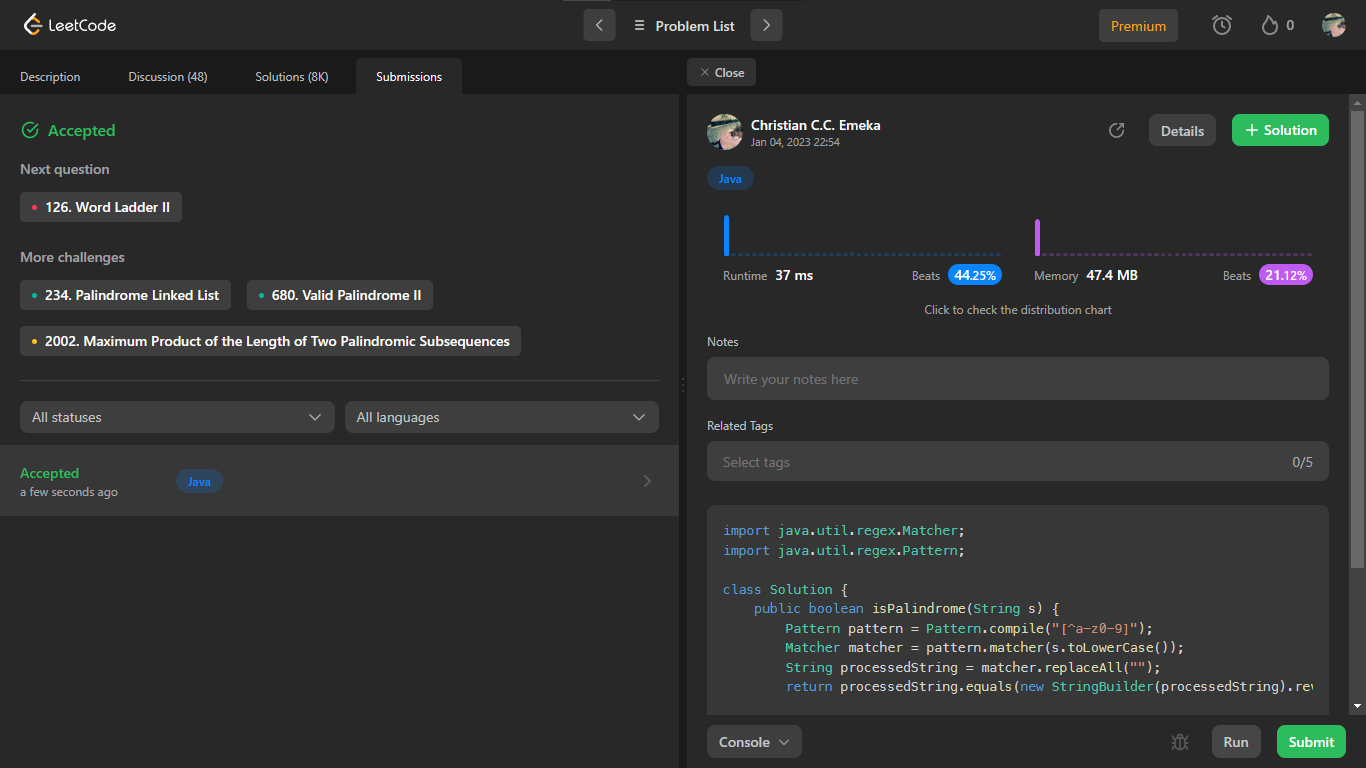 LeetCode
Problem List
Premium
0
Description
Discussion (48)
Solutions (8K)
Submissions
Close
Accepted
Next question
126. Word Ladder II
More challenges
234. Palindrome Linked List
680. Valid Palindrome II
2002. Maximum Product of the Length of Two Palindromic Subsequences
All statuses
All languages
Accepted
a few seconds ago
Java
Christian C.C. Emeka
Jan 04, 2023 22:54
Details
+ Solution
Java
Runtime 37 ms
Beats 44.25%
Memory 47.4 MB
Beats 21.12%
Click to check the distribution chart
Notes
Write your notes here
Related Tags
Select tags
0/5
import java.util.regex.Matcher;
import java.util.regex.Pattern;
class Solution {
public boolean isPalindrome(String s) {
Pattern pattern = Pattern.compile("[^a-z0-9]");
Matcher matcher = pattern.matcher(s.toLowerCase());
String processedString = matcher.replaceAll("");
return processedString.equals(new StringBuilder(processedString).rev
Console
Run
Submit